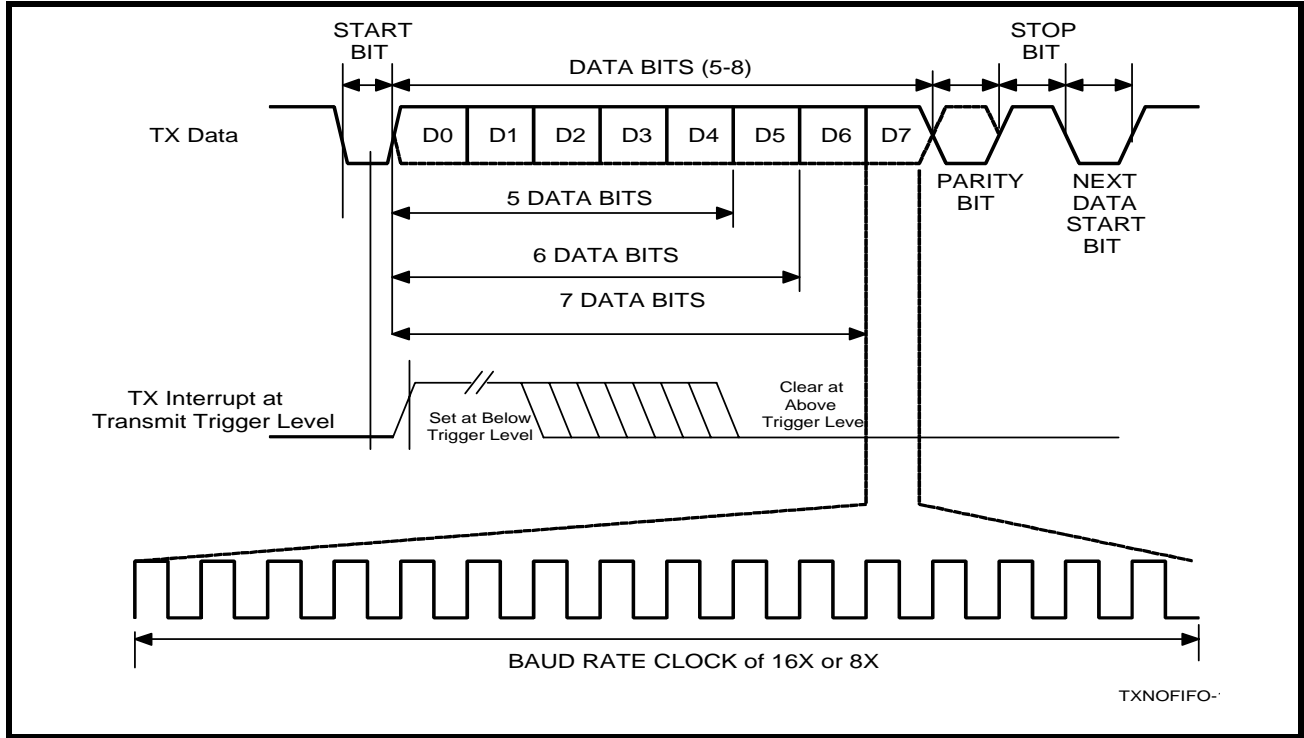 START
BIT
DATA BITS (5-8)
STOP
BIT
TX Data
D0 D1 D2 D3 D4 D5 D6 D7
PARITY
BIT
NEXT
DATA
START
BIT
5 DATA BITS
6 DATA BITS
7 DATA BITS
TX Interrupt at
Transmit Trigger Level
Set at Below
Trigger Level
Clear at
Above
Trigger Leve
BAUD RATE CLOCK of 16X or 8X
TXNOFIFO-